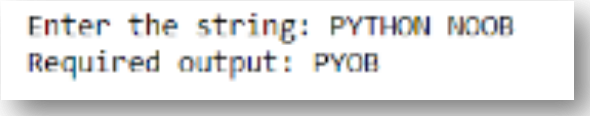 Enter the string: PYTHON NOOB
Required output: PYOB